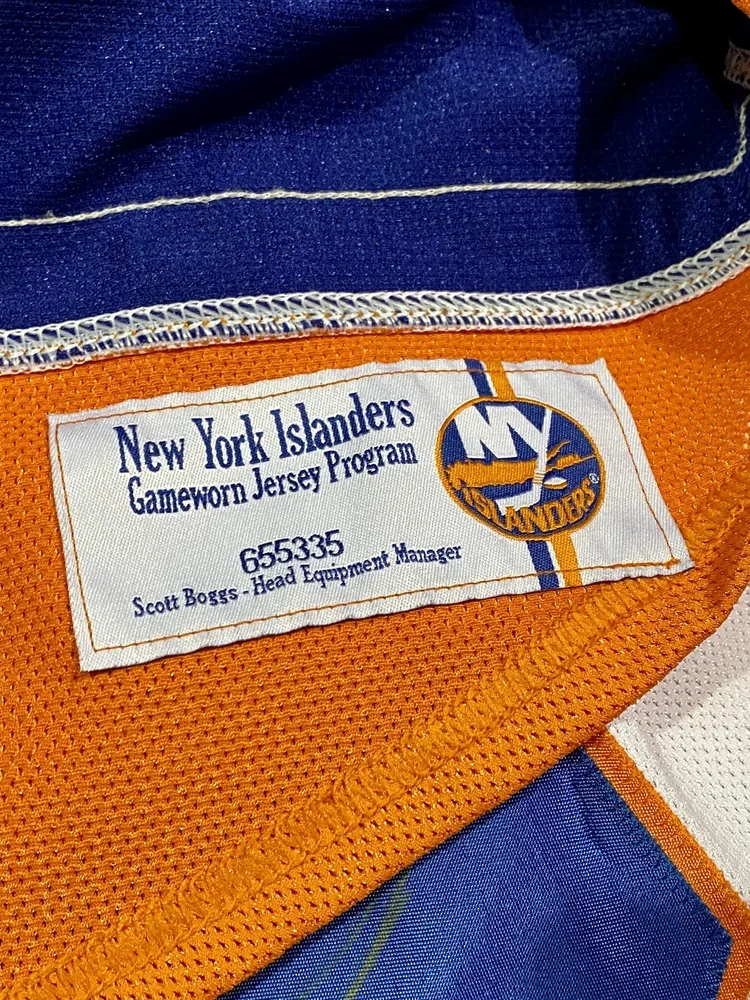 New York Islanders
Gameworn Jersey Program
655335
Scott Boggs - Head Equipment Manager
NY
ISLANDERS®